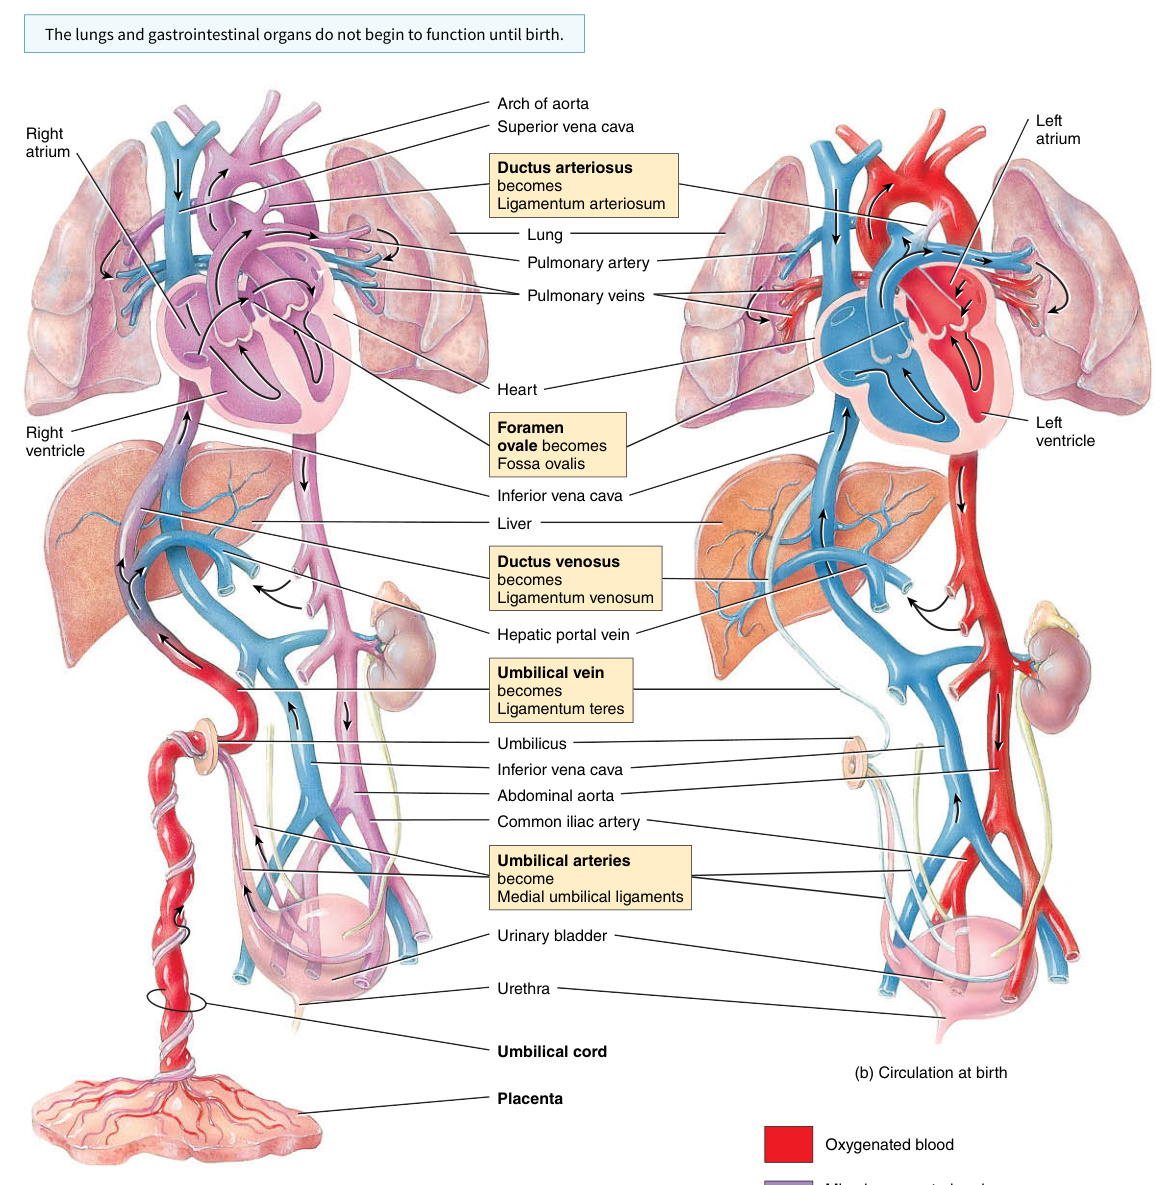 The lungs and gastrointestinal organs do not begin to function until birth.
Arch of aorta
Superior vena cava
Right
atrium
Left
atrium
Ductus arteriosus
becomes
Ligamentum arteriosum
Lung
Pulmonary artery
Pulmonary veins
Heart
Right
ventricle
Left
ventricle
Foramen
ovale becomes
Fossa ovalis
Inferior vena cava
Liver
Ductus venosus
becomes
Ligamentum venosum
Hepatic portal vein
Umbilical vein
becomes
Ligamentum teres
Umbilicus
Inferior vena cava
Abdominal aorta
Common iliac artery
Umbilical arteries
become
Medial umbilical ligaments
Urinary bladder
Urethra
Umbilical cord
(b) Circulation at birth
Placenta
Oxygenated blood